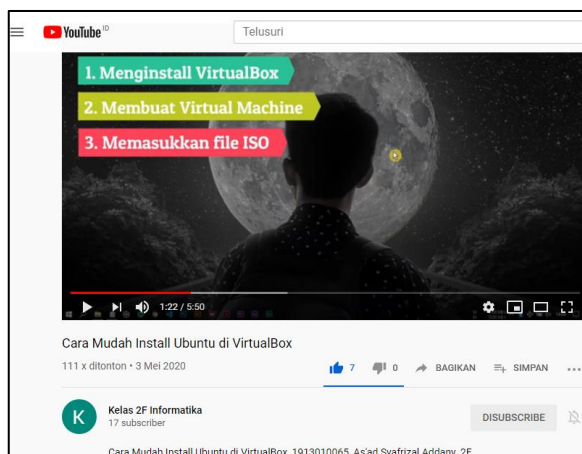 YouTube ID
Telusuri
1. Menginstall VirtualBox
2. Membuat Virtual Machine
3. Memasukkan file ISO
1:22 / 5:50
Cara Mudah Install Ubuntu di VirtualBox
111 x ditonton • 3 Mei 2020
7
0
BAGIKAN
SIMPAN
K
Kelas 2F Informatika
17 subscriber
DISUBSCRIBE
Cara Mudah Install Ubuntu di VirtualBox, 1913010065, As'ad Syafrizal Addany, 2F